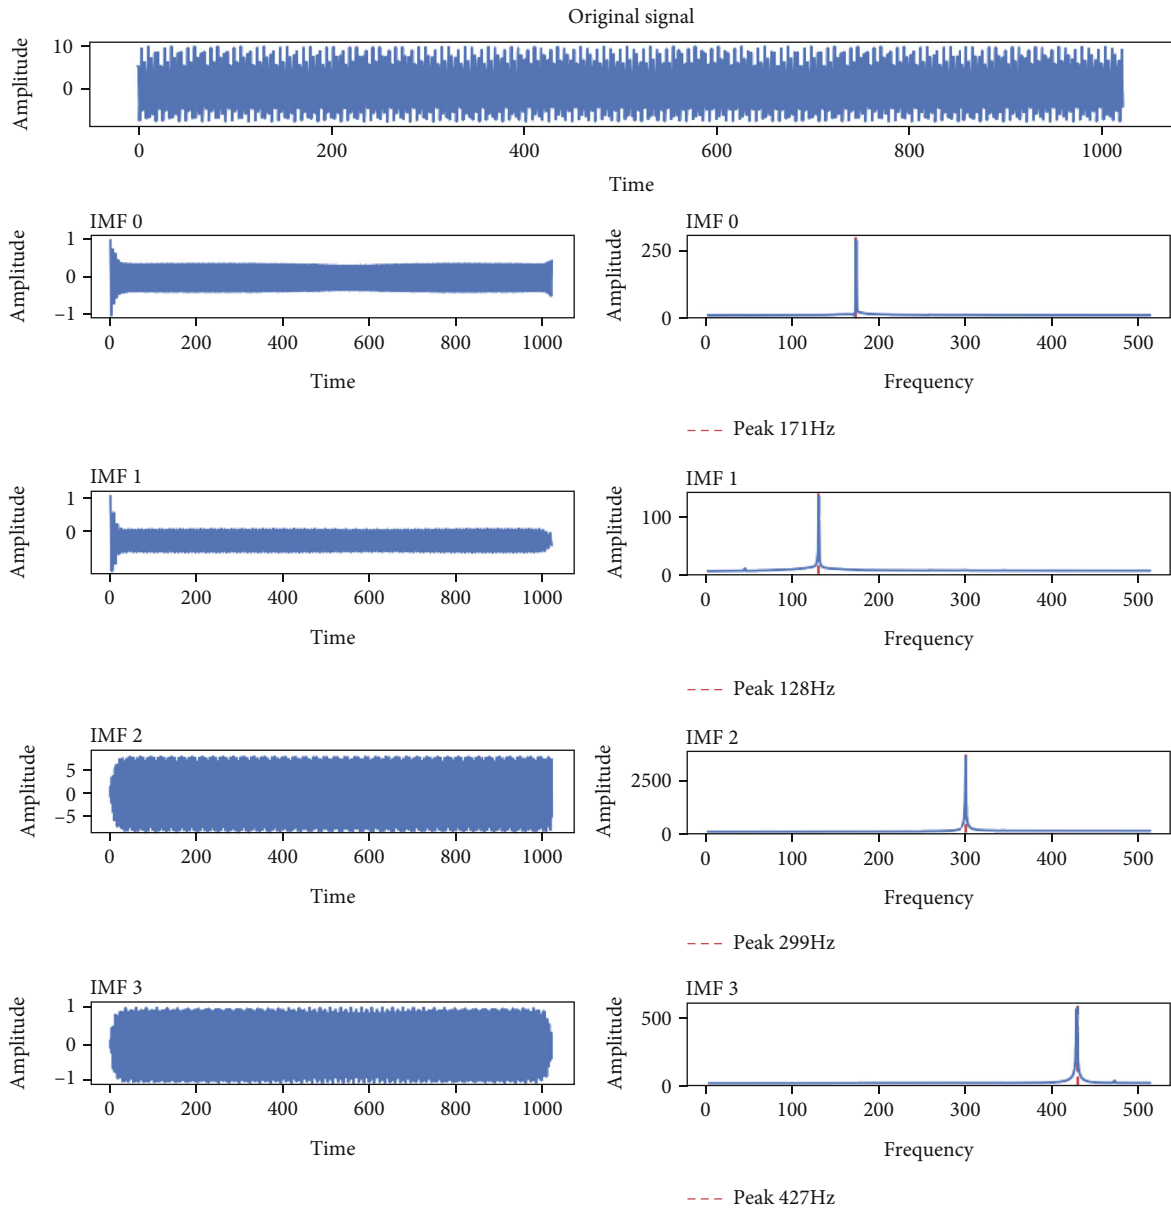 Original signal
Amplitude
10
0
0 200 400 600 800 1000
Time
IMF 0
Amplitude
1
0
–1
0 200 400 600 800 1000
Time
IMF 0
Amplitude
250
0
0 100 200 300 400 500
Frequency
Peak 171Hz
IMF 1
Amplitude
1
0
0 200 400 600 800 1000
Time
IMF 1
Amplitude
100
0
0 100 200 300 400 500
Frequency
Peak 128Hz
IMF 2
Amplitude
5
0
–5
0 200 400 600 800 1000
Time
IMF 2
Amplitude
2500
0
0 100 200 300 400 500
Frequency
Peak 299Hz
IMF 3
Amplitude
1
0
–1
0 200 400 600 800 1000
Time
IMF 3
Amplitude
500
0
0 100 200 300 400 500
Frequency
Peak 427Hz